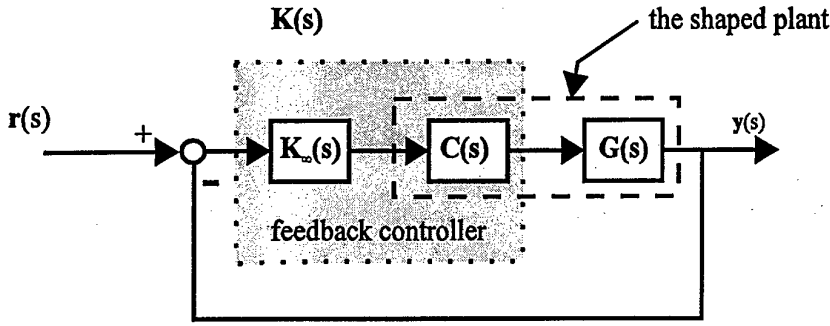 K(s)
the shaped plant
r(s)
+
K∞(s)
C(s)
G(s)
y(s)
-
feedback controller